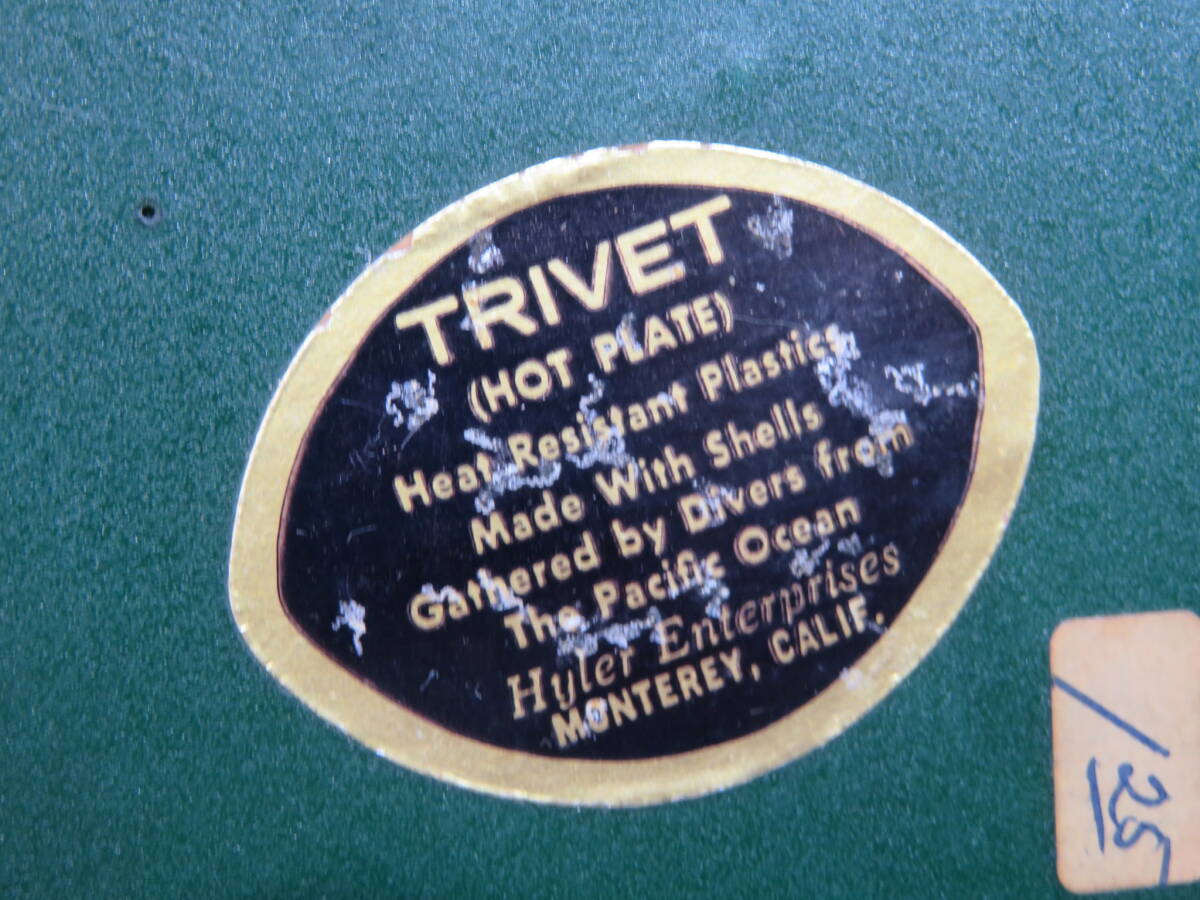 TRIVET
(HOT PLATE)
Heat Resistant Plastics
Made With Shells
Gathered by Divers from
The Pacific Ocean
Hyler Enterprises
MONTEREY, CALIF.